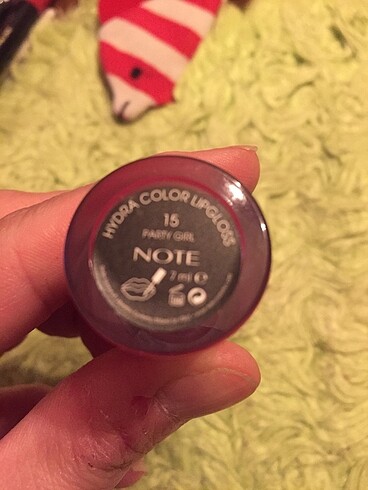 HYDRA COLOR LIPGLOSS
15
PARTY GIRL
NOTE
7 ml e